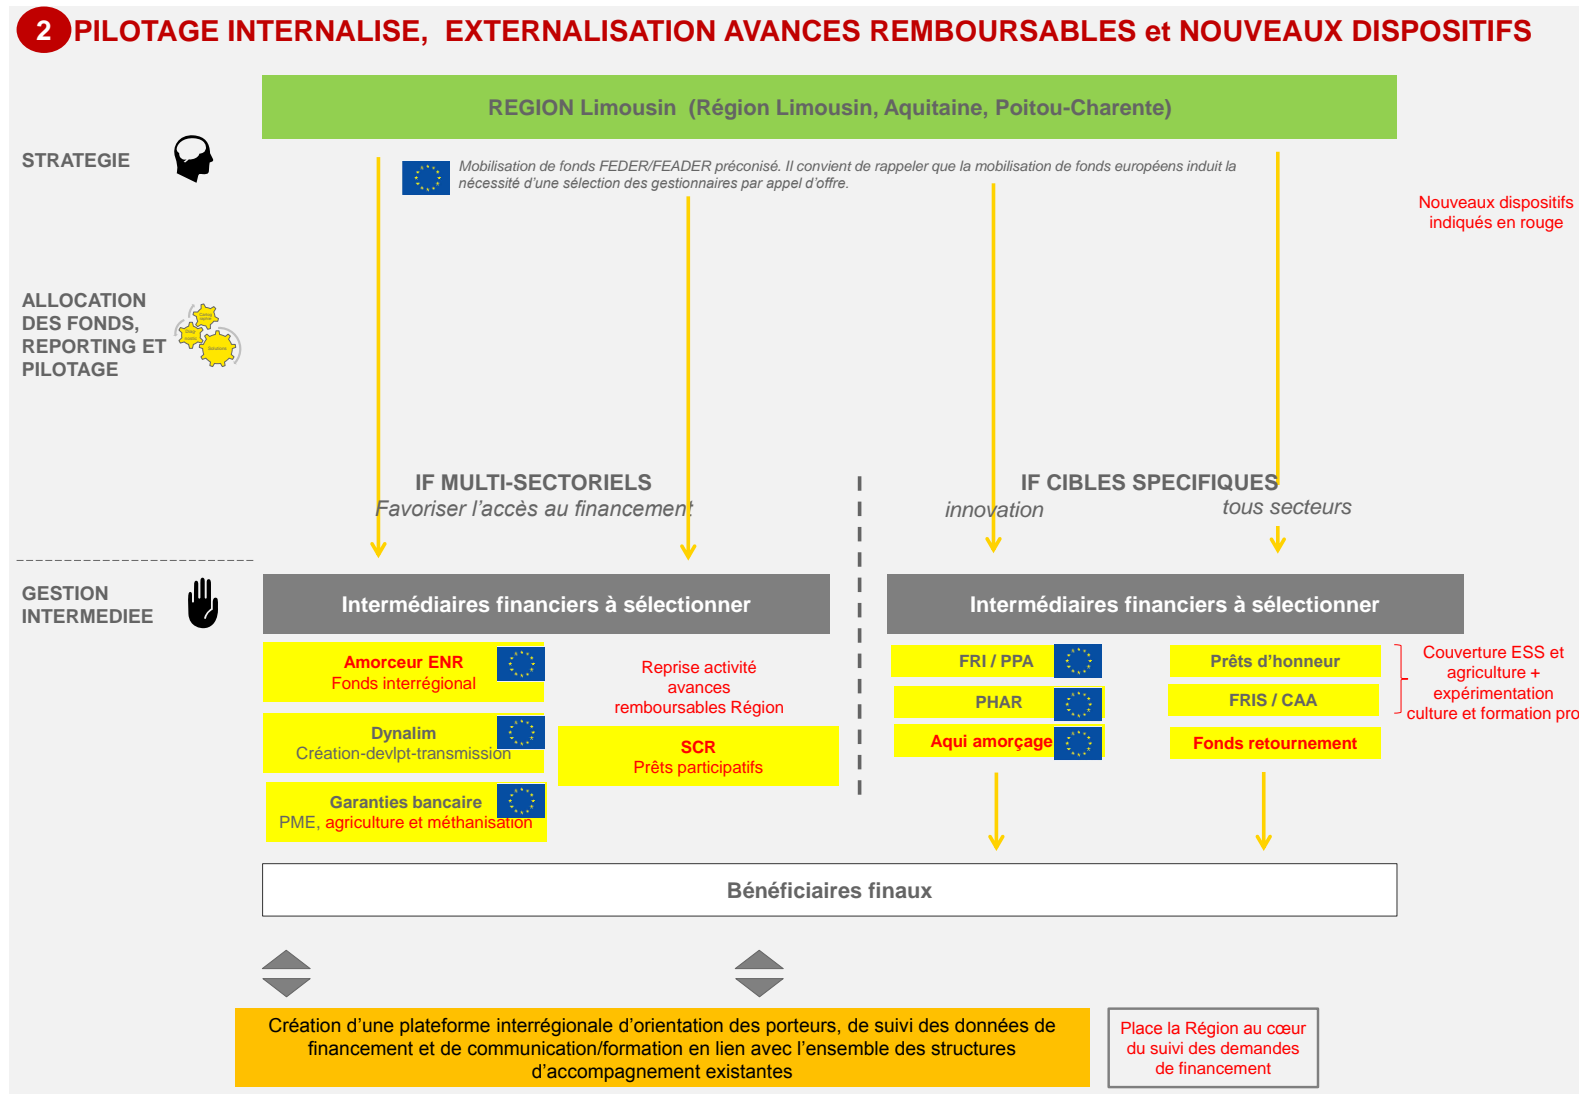 2 PILOTAGE INTERNALISE, EXTERNALISATION AVANCES REMBOURSABLES et NOUVEAUX DISPOSITIFS
REGION Limousin (Région Limousin, Aquitaine, Poitou-Charente)
STRATEGIE
Mobilisation de fonds FEDER/FEADER préconisé. Il convient de rappeler que la mobilisation de fonds européens induit la
nécessité d'une sélection des gestionnaires par appel d'offre.
Nouveaux dispositifs
indiqués en rouge
ALLOCATION
DES FONDS,
REPORTING ET
PILOTAGE
IF MULTI-SECTORIELS
Favoriser l'accès au financement
IF CIBLES SPECIFIQUES
innovation
tous secteurs
GESTION
INTERMEDIEE
Intermédiaires financiers à sélectionner
Intermédiaires financiers à sélectionner
Amorceur ENR
Fonds interrégional
Dynalim
Création-devlpt-transmission
Garanties bancaire
PME, agriculture et méthanisation
Reprise activité
avances
remboursables Région
SCR
Prêts participatifs
FRI / PPA
PHAR
Aqui amorçage
Prêts d'honneur
FRIS / CAA
Fonds retournement
Couverture ESS et
agriculture +
expérimentation
culture et formation pro
Bénéficiaires finaux
Création d'une plateforme interrégionale d'orientation des porteurs, de suivi des données de
financement et de communication/formation en lien avec l'ensemble des structures
d'accompagnement existantes
Place la Région au cœur
du suivi des demandes
de financement